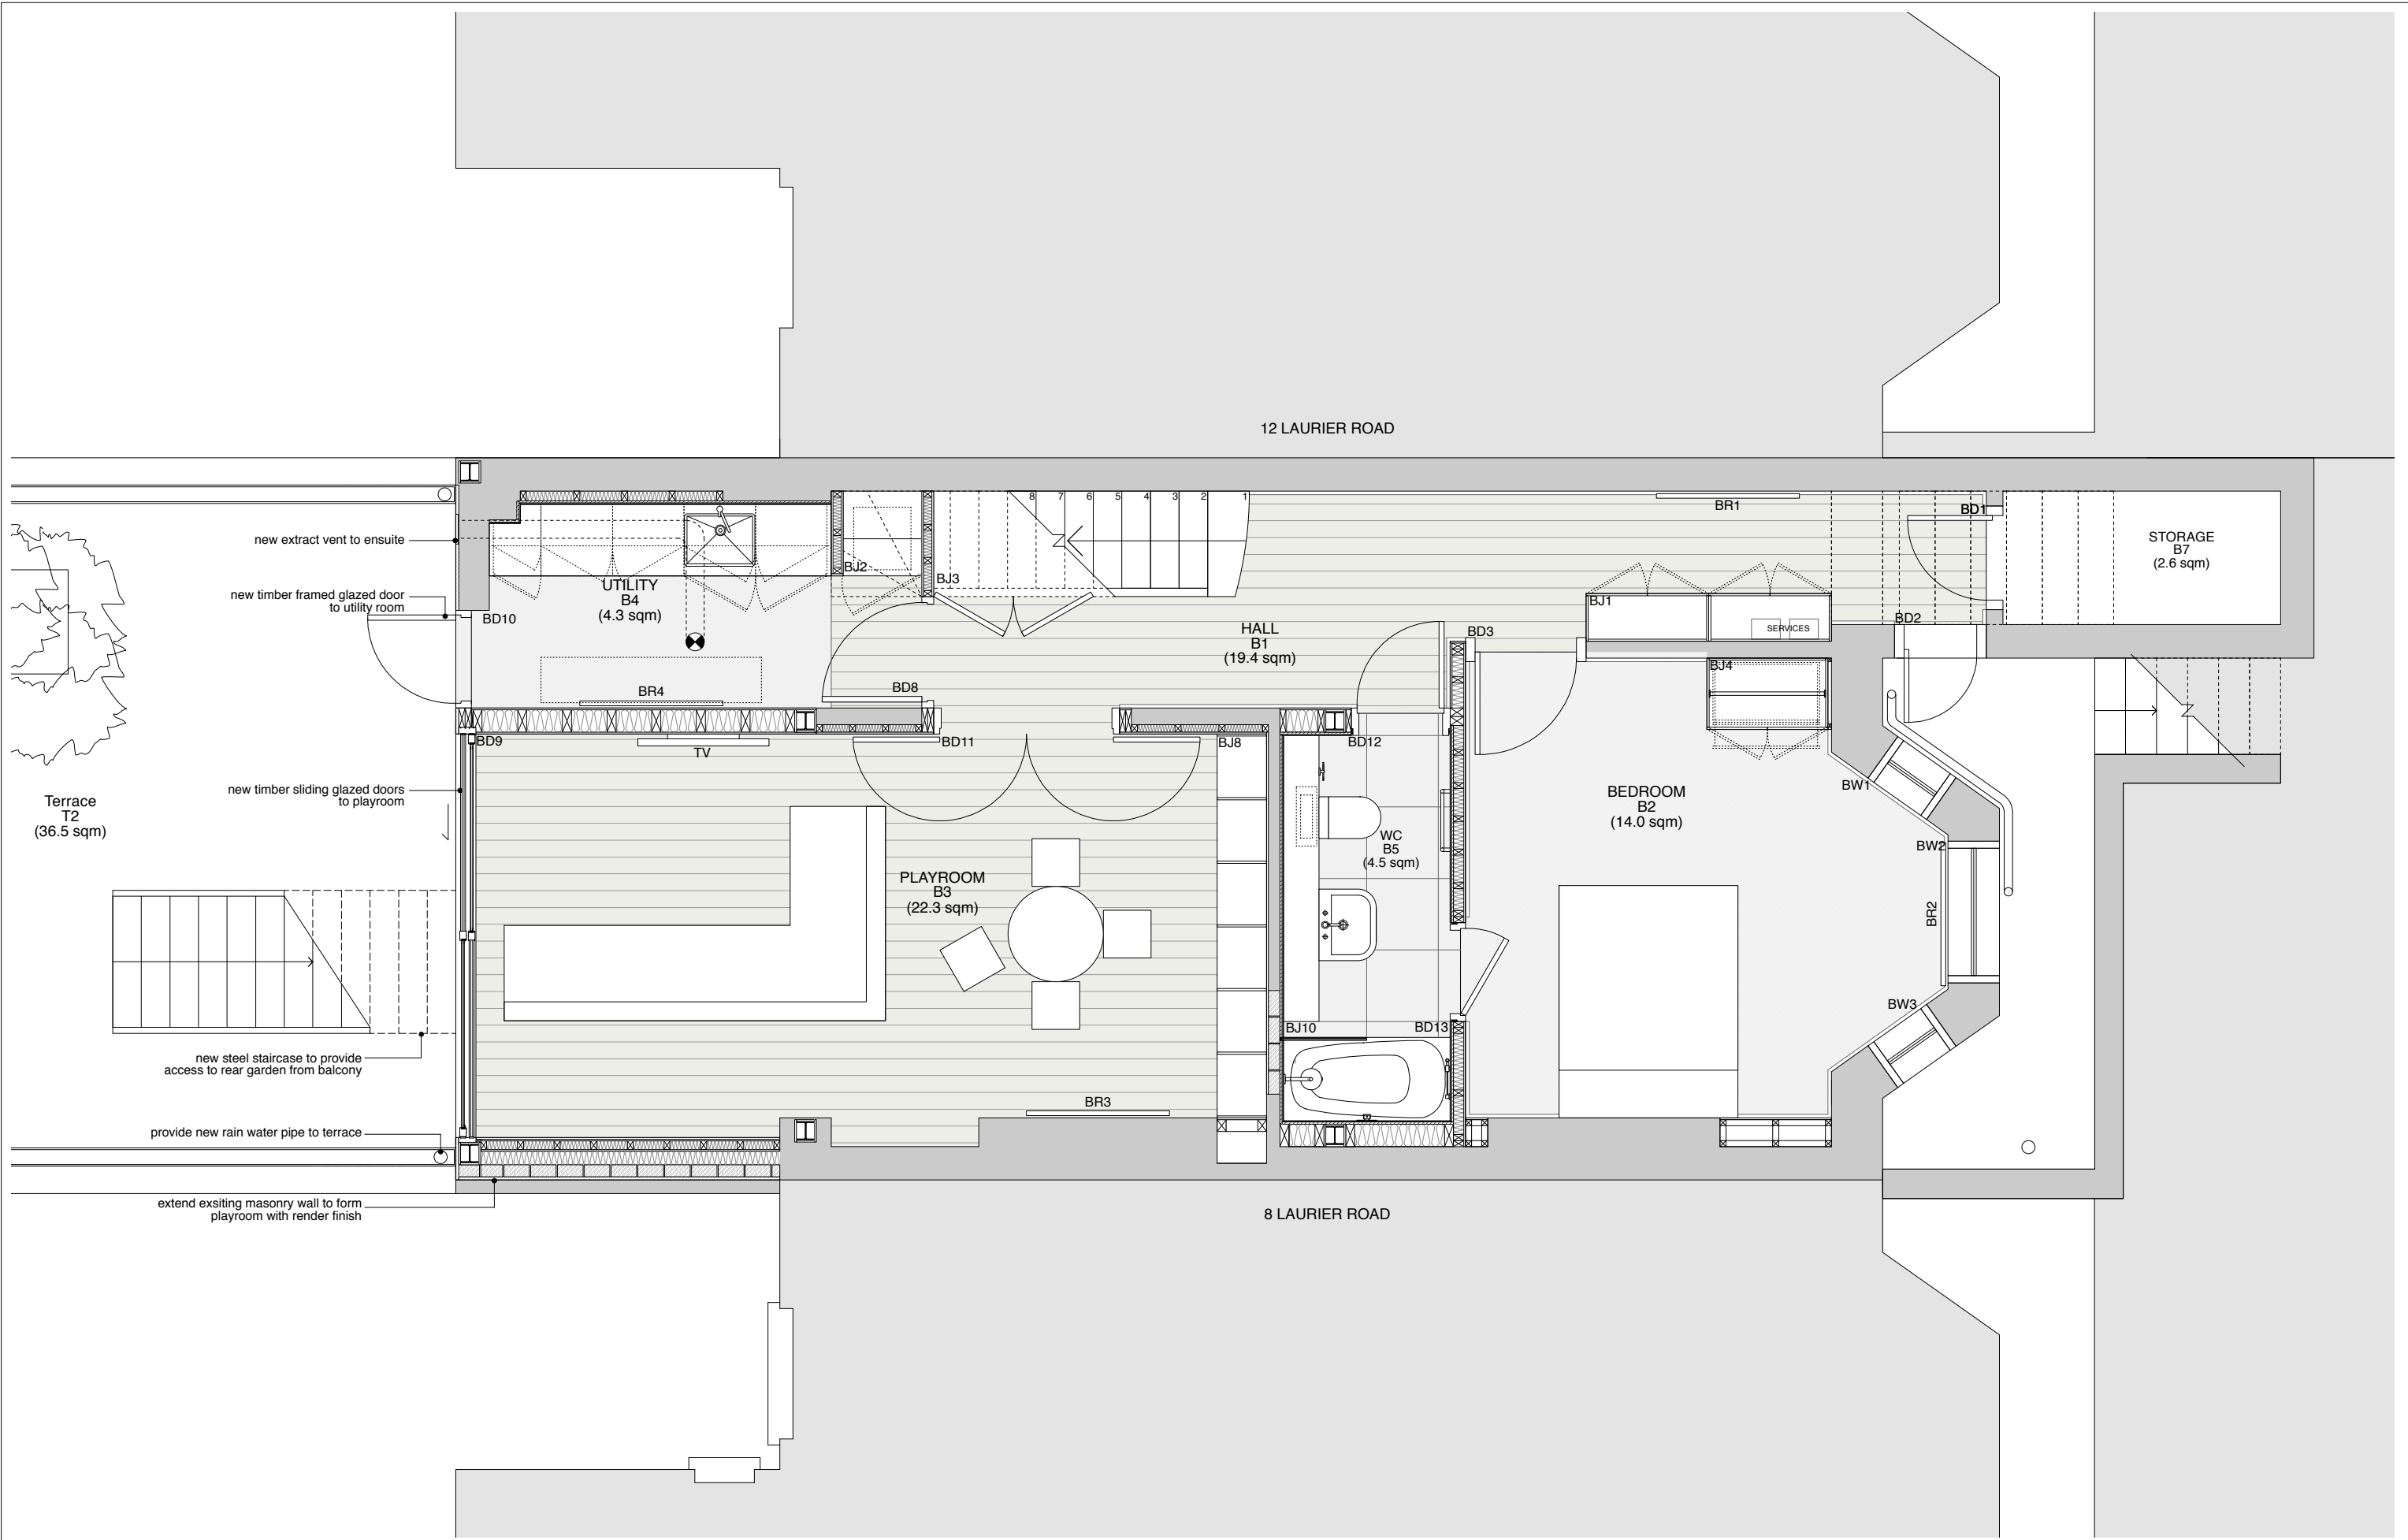 12 LAURIER ROAD
new extract vent to ensuite
new timber framed glazed door
to utility room
BD10
UTILITY
B4
(4.3 sqm)
BR4
BJ2
BJ3
8 7 6 5 4 3 2 1
BR1
BD1
STORAGE
B7
(2.6 sqm)
BJ1
SERVICES
BD2
HALL
B1
(19.4 sqm)
BD3
BJ4
BD8
BD9
TV
BD11
BJ8
BD12
new timber sliding glazed doors
to playroom
Terrace
T2
(36.5 sqm)
BEDROOM
B2
(14.0 sqm)
BW1
BW2
BR2
BW3
WC
B5
(4.5 sqm)
PLAYROOM
B3
(22.3 sqm)
BJ10
BD13
new steel staircase to provide
access to rear garden from balcony
BR3
provide new rain water pipe to terrace
extend exsiting masonry wall to form
playroom with render finish
8 LAURIER ROAD